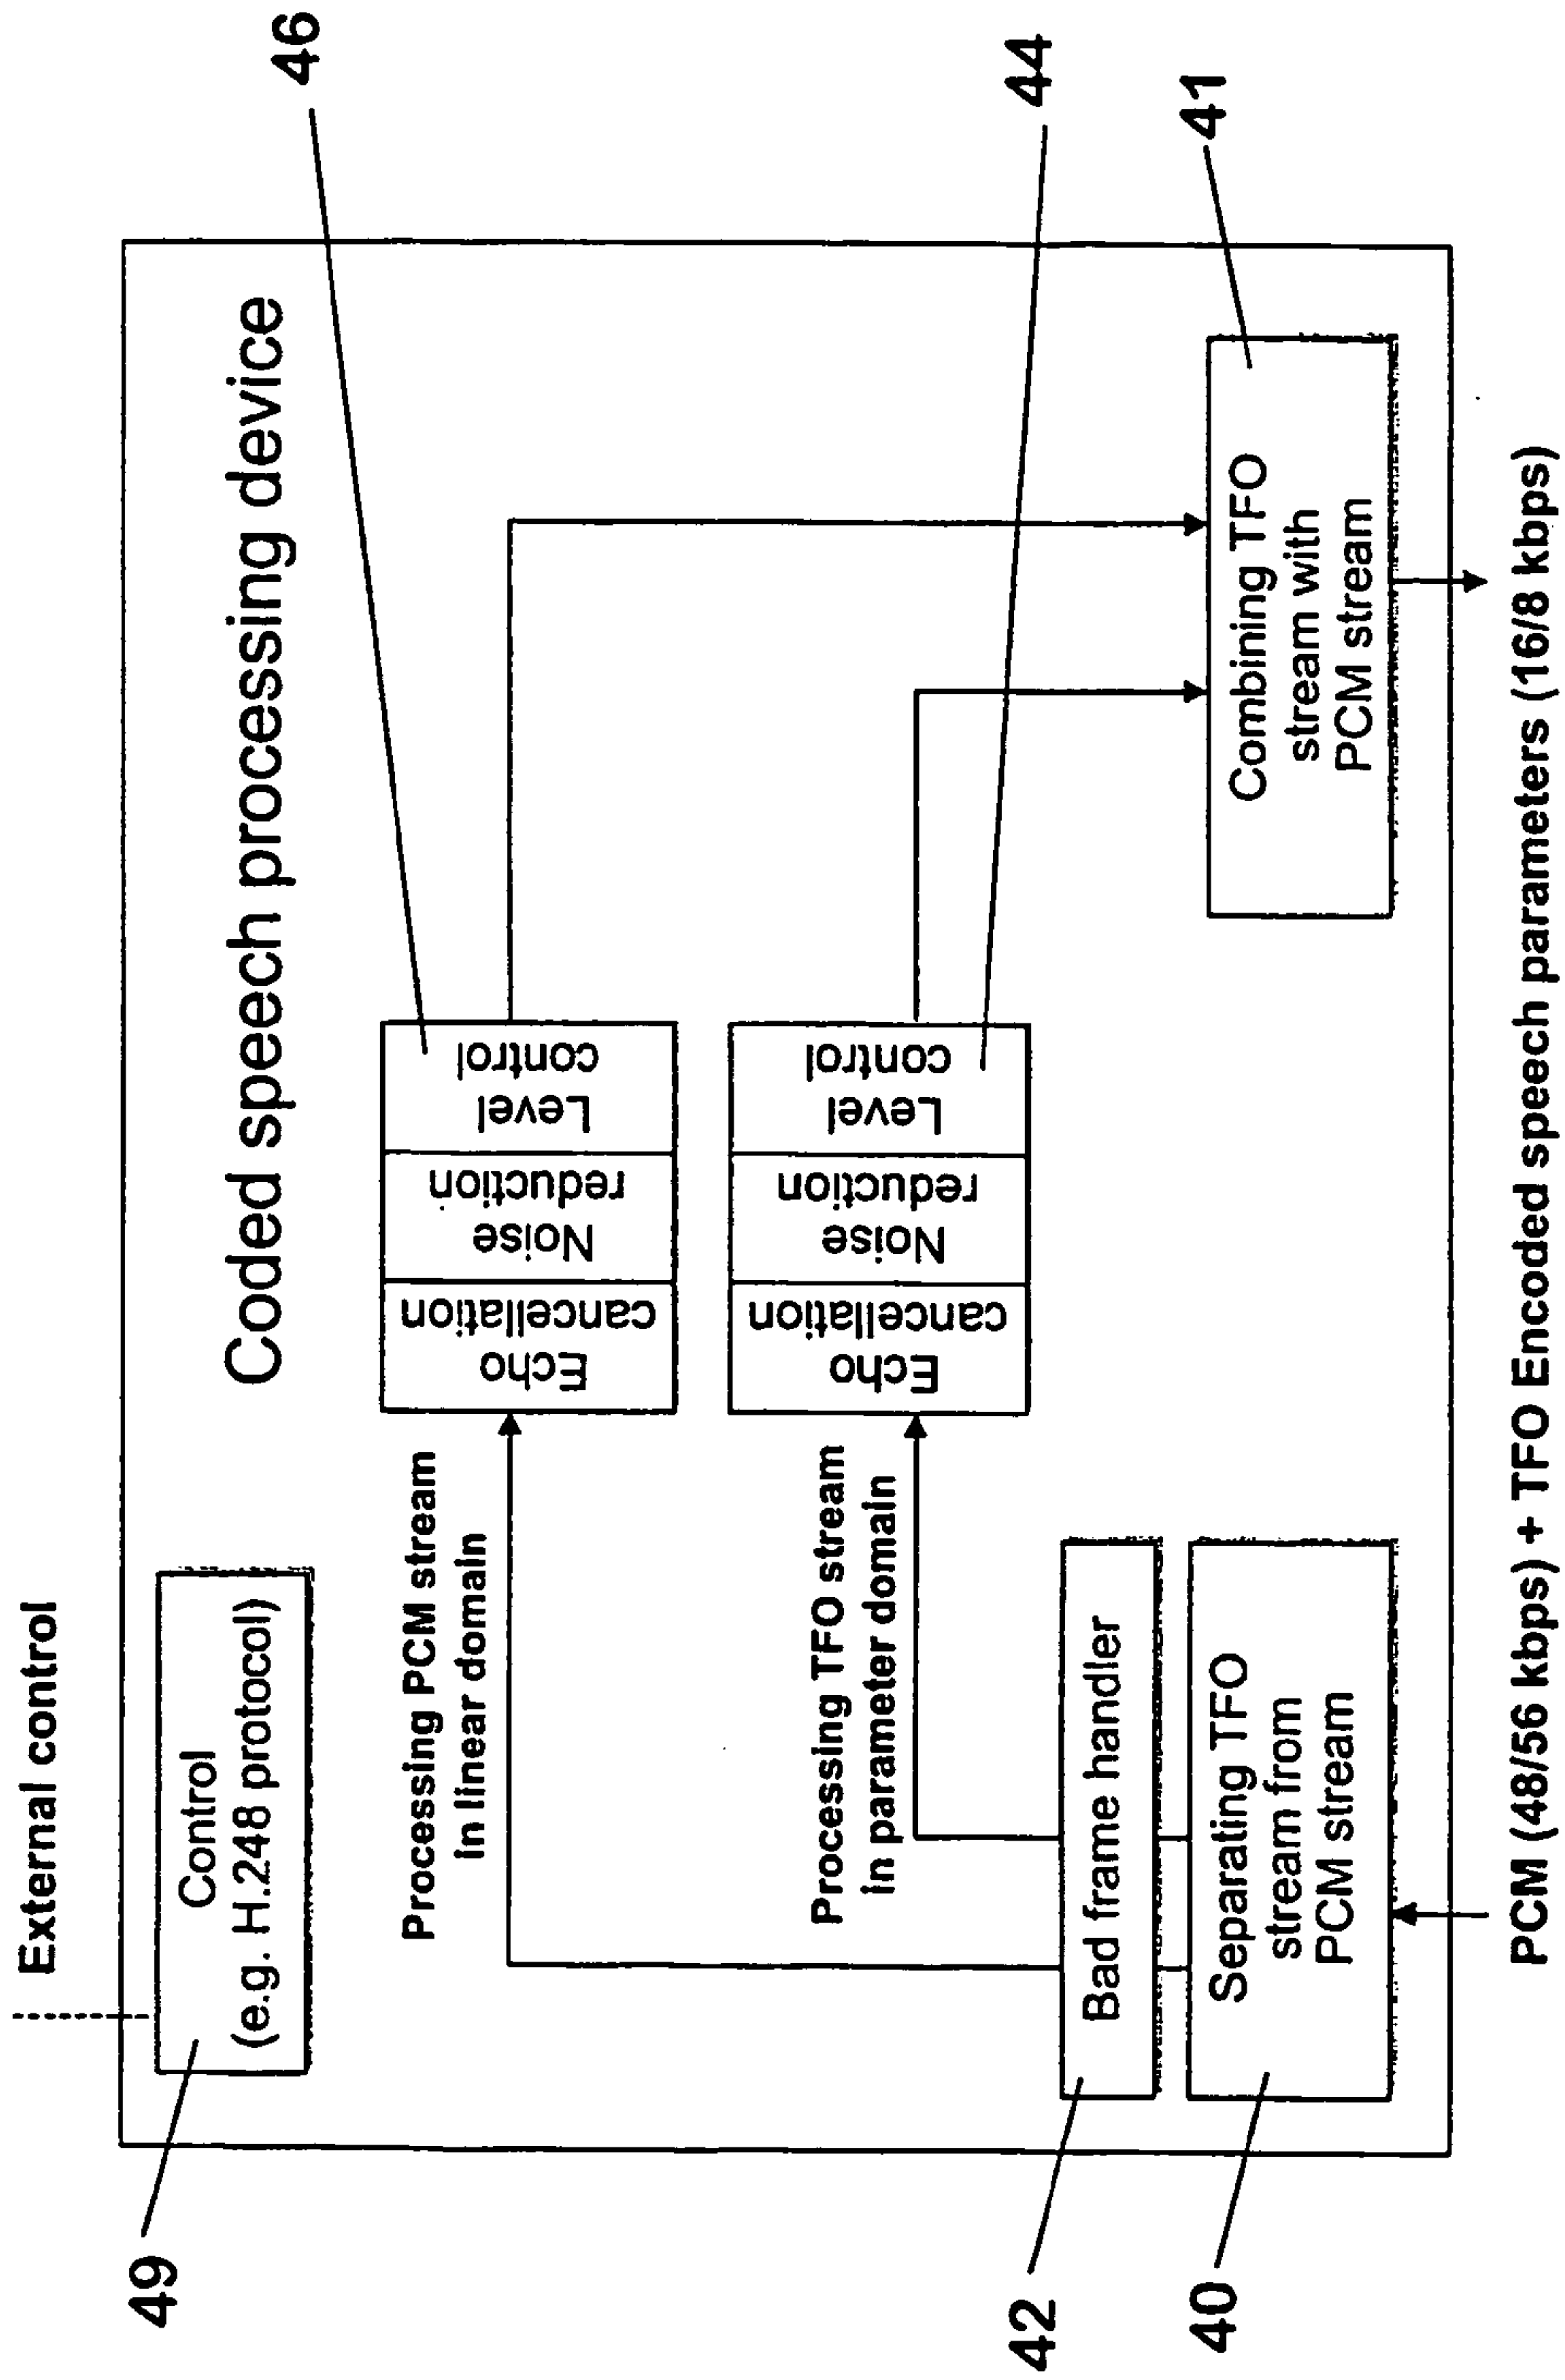 External control
49
Control
(e.g. H.248 protocol)
Coded speech processing device
46
Processing PCM stream
in linear domain
Echo
cancellation
Noise
reduction
Level
control
Processing TFO stream
in parameter domain
Echo
cancellation
Noise
reduction
Level
control
44
42
Bad frame handler
40
Separating TFO
stream from
PCM stream
Combining TFO
stream with
PCM stream
41
PCM (48/56 kbps) + TFO Encoded speech parameters (16/8 kbps)